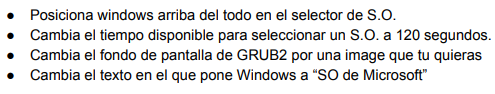 ● Posiciona windows arriba del todo en el selector de S.O.
● Cambia el tiempo disponible para seleccionar un S.O. a 120 segundos.
● Cambia el fondo de pantalla de GRUB2 por una image que tu quieras
● Cambia el texto en el que pone Windows a “SO de Microsoft”